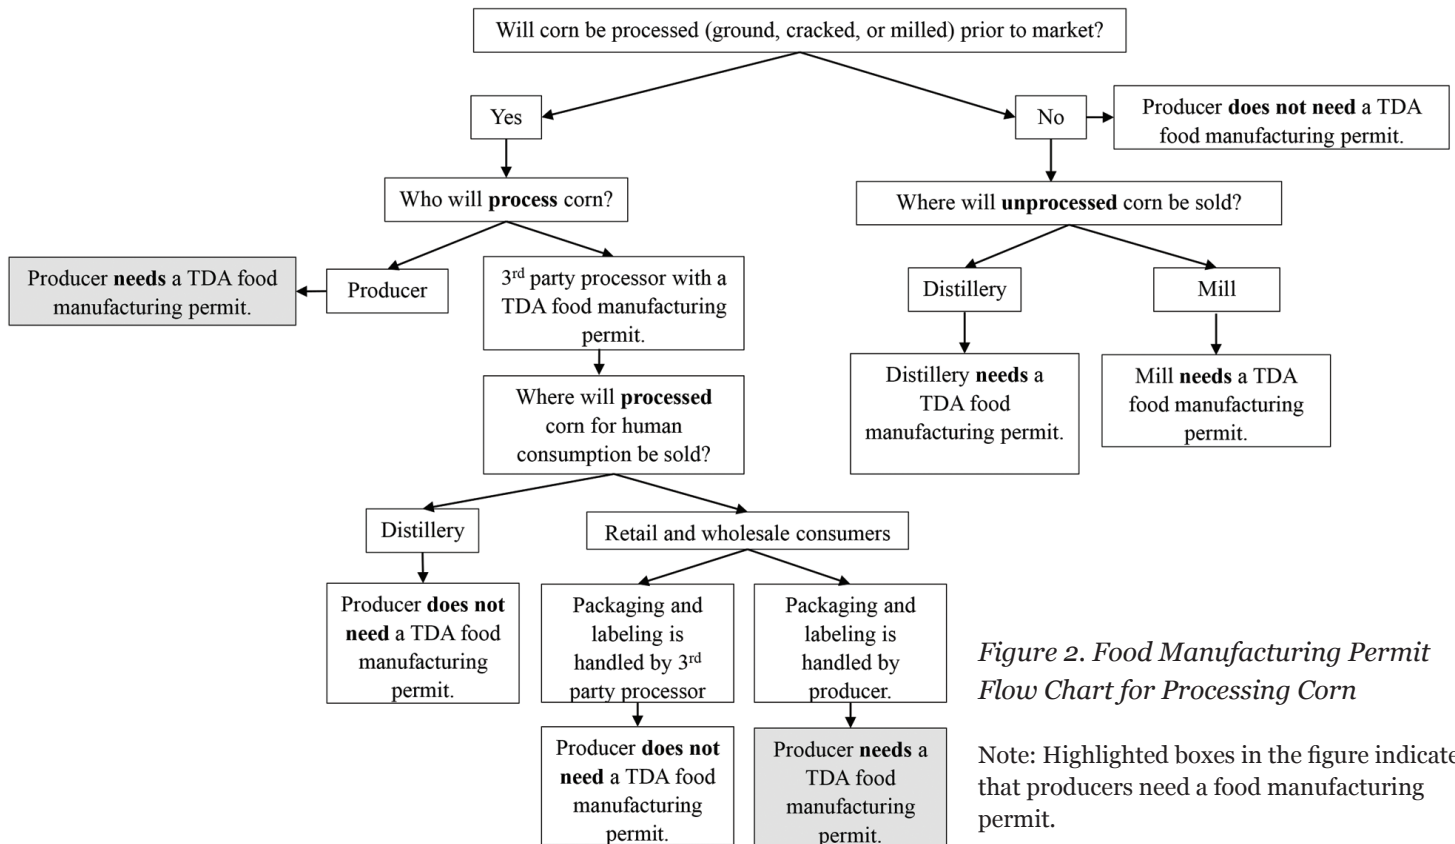 Will corn be processed (ground, cracked, or milled) prior to market?
Yes
No
Producer does not need a TDA
food manufacturing permit.
Who will process corn?
Where will unprocessed corn be sold?
Producer needs a TDA food
manufacturing permit.
Producer
3rd party processor with a
TDA food manufacturing
permit.
Distillery
Mill
Where will processed
corn for human
consumption be sold?
Distillery needs a
TDA food
manufacturing permit.
Mill needs a TDA
food manufacturing
permit.
Distillery
Retail and wholesale consumers
Producer does not
need a TDA food
manufacturing
permit.
Packaging and
labeling is
handled by 3rd
party processor
Packaging and
labeling is
handled by
producer.
Producer does not
need a TDA food
manufacturing
permit.
Producer needs a
TDA food
manufacturing
permit.
Figure 2. Food Manufacturing Permit
Flow Chart for Processing Corn
Note: Highlighted boxes in the figure indicate
that producers need a food manufacturing
permit.